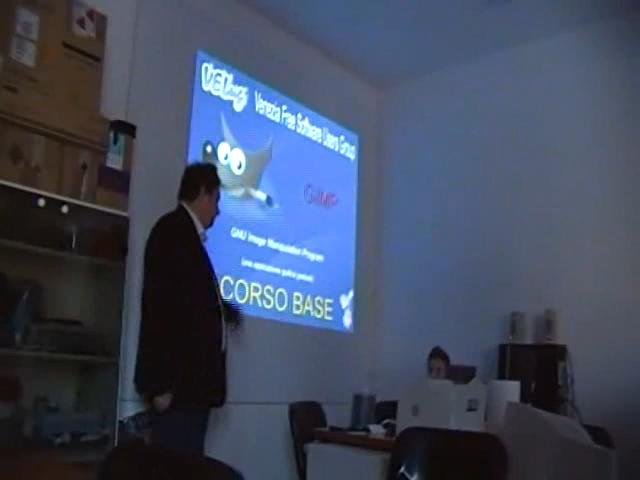 VELug
Venezia Free Software Users Group
GIMP
GNU Image Manipulation Program
CORSO BASE